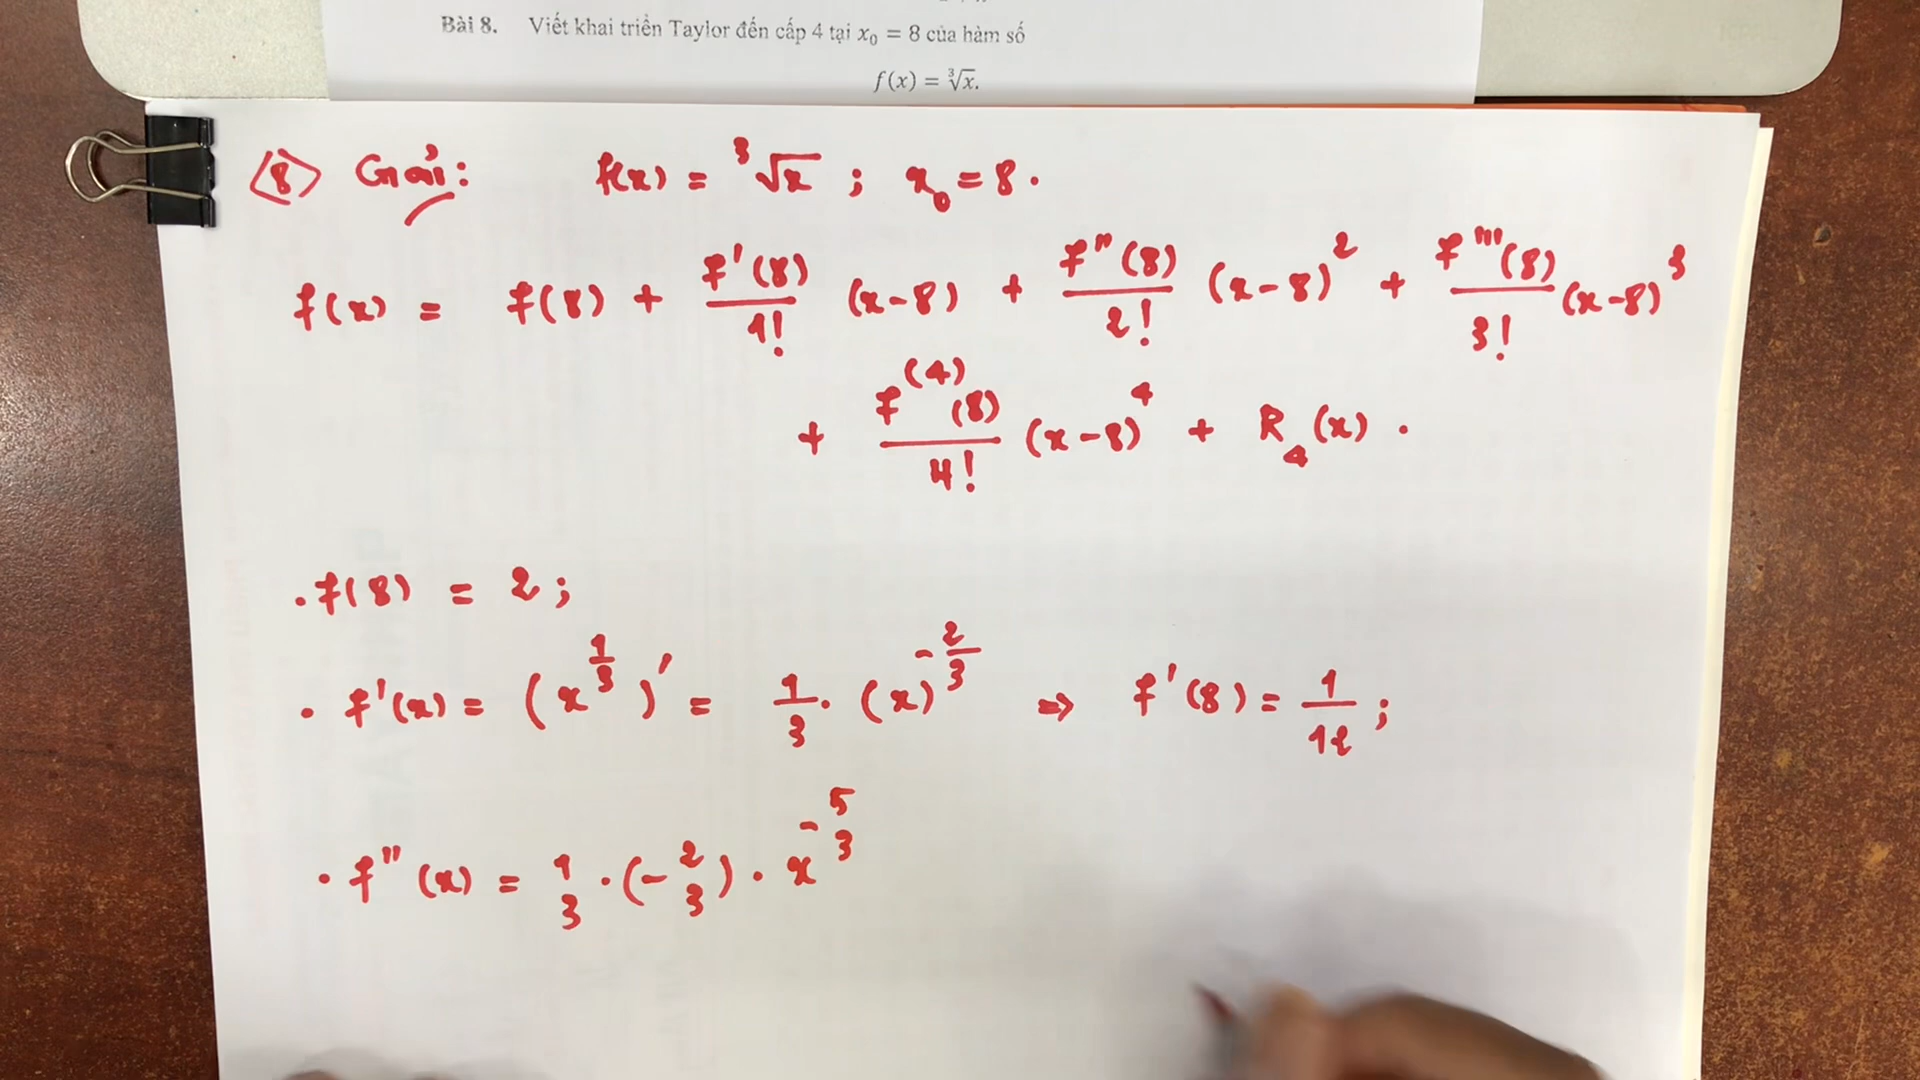 Bài 8. Viết khai triển Taylor đến cấp 4 tại x₀ = 8 của hàm số
f(x) = ∛x.
⟨8⟩ Giải: f(x) = ³√x ; x₀ = 8.
f(x) = f(8) + f'(8)/1! (x-8) + f''(8)/2! (x-8)² + f'''(8)/3! (x-8)³
+ f⁽⁴⁾(8)/4! (x-8)⁴ + R₄(x).
. f(8) = 2;
. f'(x) = (x^(1/3))' = 1/3 . (x)^(-2/3) => f'(8) = 1/12 ;
. f''(x) = 1/3 . (-2/3) . x^(-5/3)